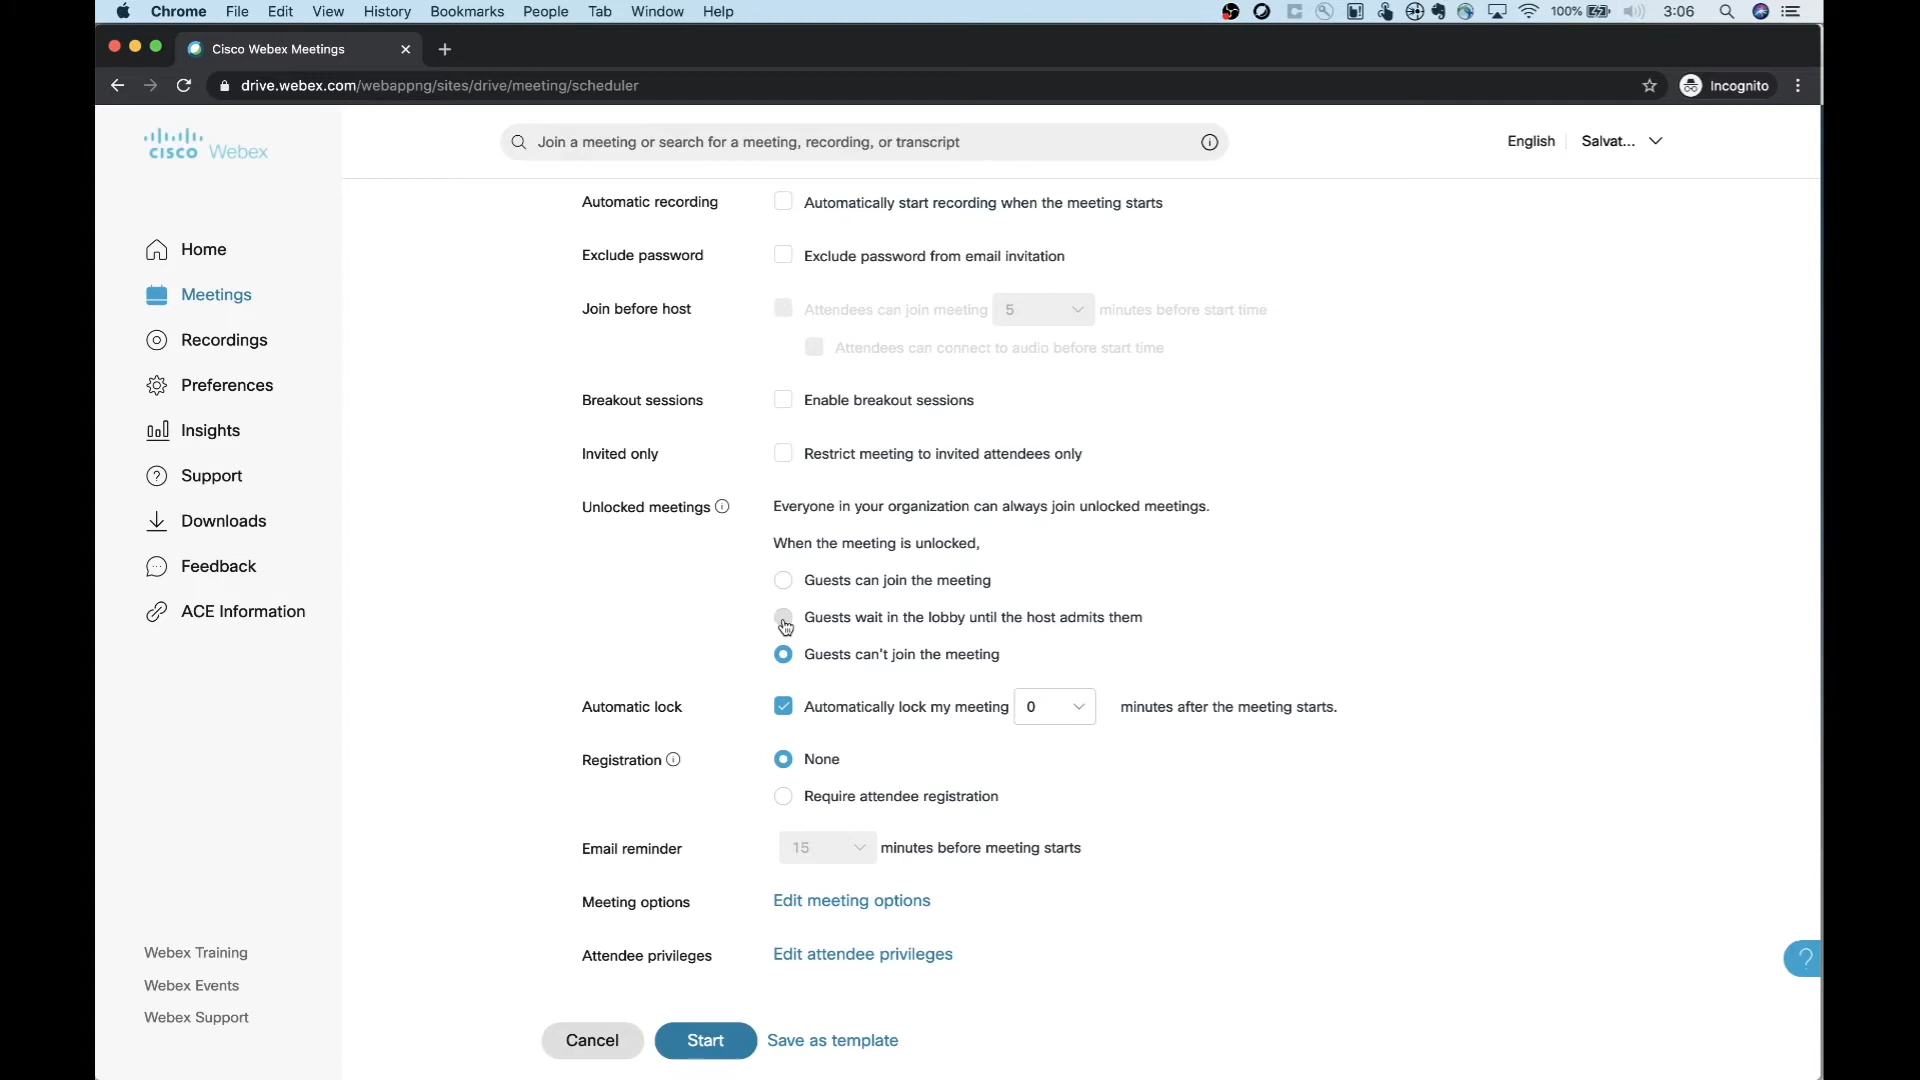 Chrome File Edit View History Bookmarks People Tab Window Help 100% 3:06
Cisco Webex Meetings
drive.webex.com/webappng/sites/drive/meeting/scheduler Incognito
CISCO Webex
Join a meeting or search for a meeting, recording, or transcript
English Salvat...
Home
Meetings
Recordings
Preferences
Insights
Support
Downloads
Feedback
ACE Information
Webex Training
Webex Events
Webex Support
Automatic recording Automatically start recording when the meeting starts
Exclude password Exclude password from email invitation
Join before host Attendees can join meeting 5 minutes before start time
Attendees can connect to audio before start time
Breakout sessions Enable breakout sessions
Invited only Restrict meeting to invited attendees only
Unlocked meetings Everyone in your organization can always join unlocked meetings.
When the meeting is unlocked,
Guests can join the meeting
Guests wait in the lobby until the host admits them
Guests can't join the meeting
Automatic lock Automatically lock my meeting 0 minutes after the meeting starts.
Registration None
Require attendee registration
Email reminder 15 minutes before meeting starts
Meeting options Edit meeting options
Attendee privileges Edit attendee privileges
Cancel Start Save as template